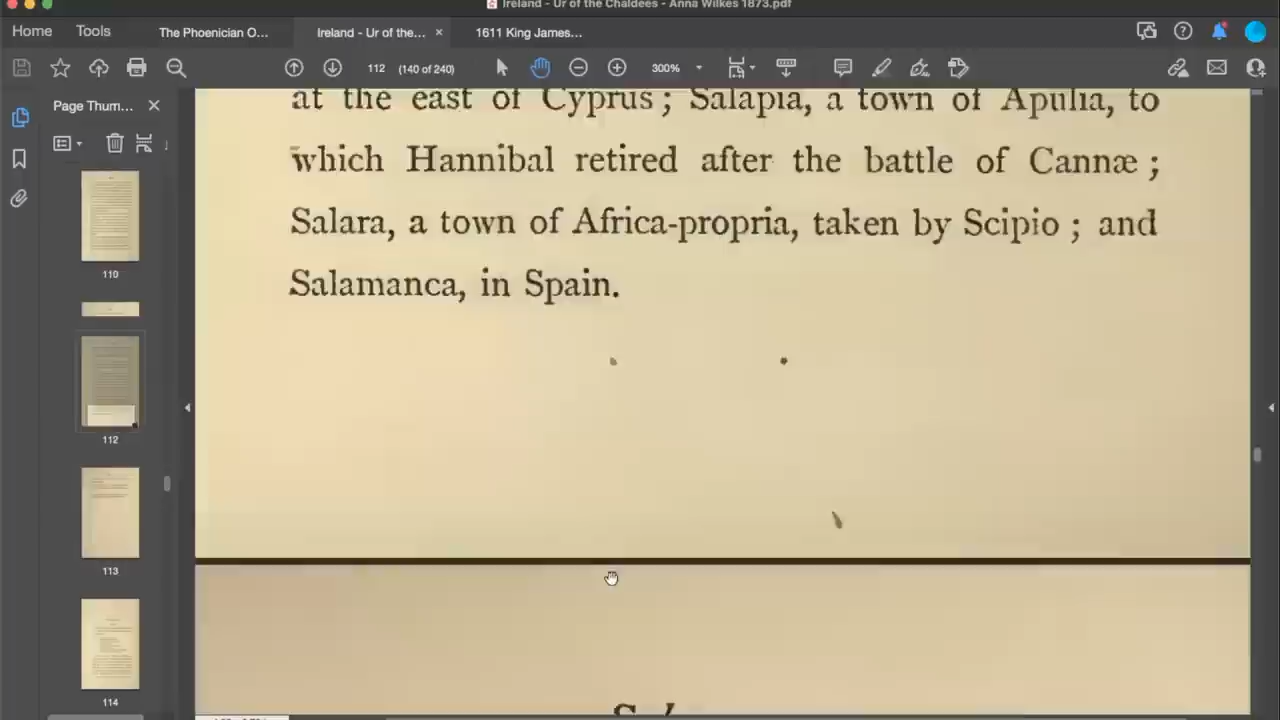 Ireland - Ur of the Chaldees - Anna Wilkes 1873.pdf
Home Tools The Phoenician O... Ireland - Ur of the... × 1611 King James...
112 (140 of 240) 300%
Page Thum...
110
112
113
114
at the east of Cyprus; Salapia, a town of Apulia, to
which Hannibal retired after the battle of Cannæ;
Salara, a town of Africa-propria, taken by Scipio; and
Salamanca, in Spain.